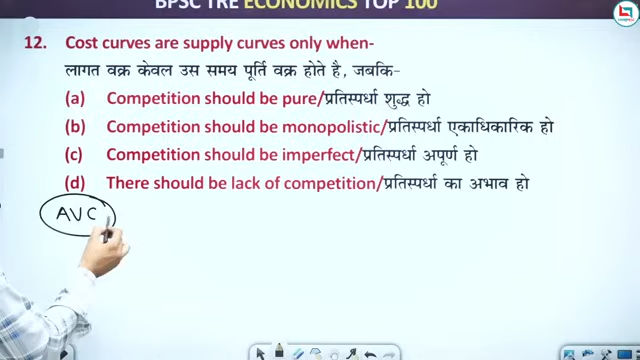 BPSC TRE ECONOMICS TOP 100
12. Cost curves are supply curves only when-
लागत वक्र केवल उस समय पूर्ति वक्र होते है, जबकि-
(a) Competition should be pure/प्रतिस्पर्धा शुद्ध हो
(b) Competition should be monopolistic/प्रतिस्पर्धा एकाधिकारिक हो
(c) Competition should be imperfect/प्रतिस्पर्धा अपूर्ण हो
(d) There should be lack of competition/प्रतिस्पर्धा का अभाव हो
AVC